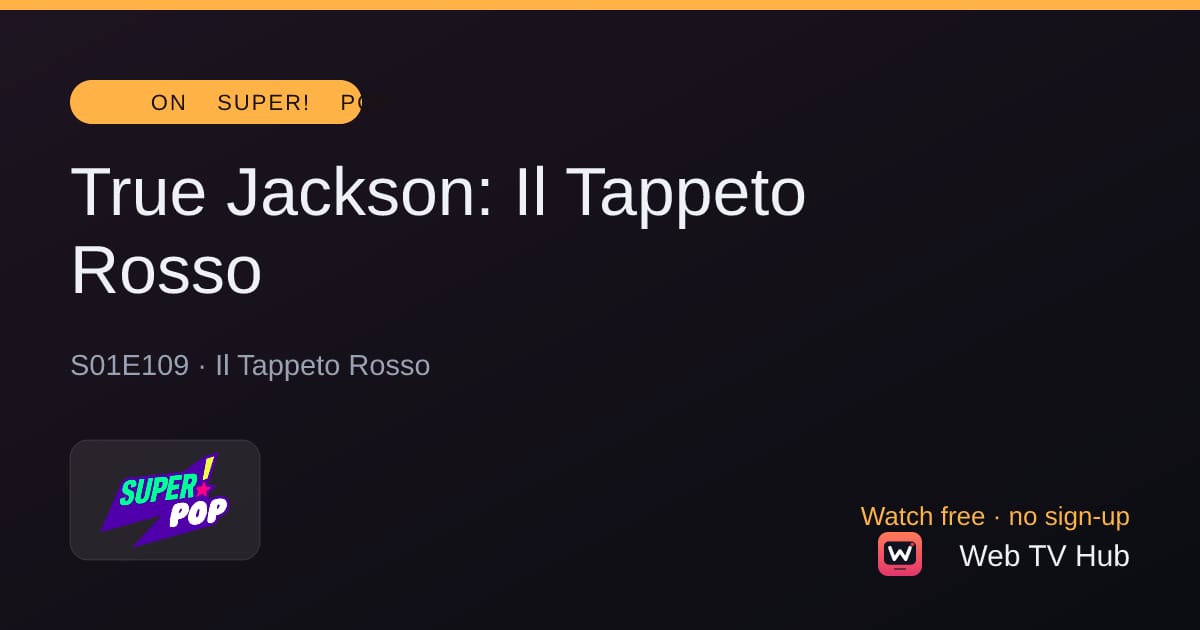 ON SUPER! PO
True Jackson: Il Tappeto
Rosso
S01E109 · Il Tappeto Rosso
SUPER!
POP
Watch free · no sign-up
W
Web TV Hub